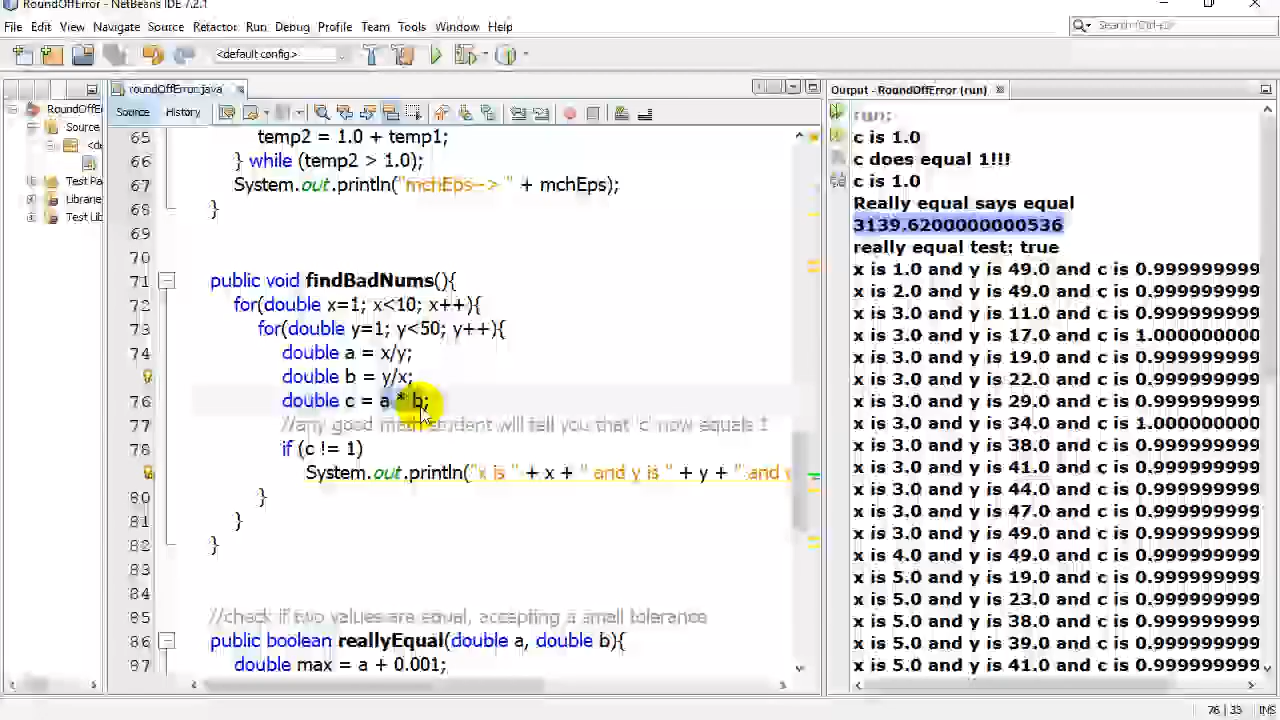 RoundOffError - NetBeans IDE 7.2.1
File Edit View Navigate Source Refactor Run Debug Profile Team Tools Window Help
Search (Ctrl+I)
<default config>
roundOffError.java
Output - RoundOffError (run)
Source History
RoundOffE
Source
<d
Test Pa
Librarie
Test Lib
65 temp2 = 1.0 + temp1;
66 } while (temp2 > 1.0);
67 System.out.println("mchEps--> " + mchEps);
68 }
69
70
71 public void findBadNums(){
72 for(double x=1; x<10; x++){
73 for(double y=1; y<50; y++){
74 double a = x/y;
double b = y/x;
76 double c = a * b;
77 //any good math student will tell you that 'c' now equals 1
78 if (c != 1)
System.out.println("x is " + x + " and y is " + y + " and
80 }
81 }
82 }
83
84
85 //check if two values are equal, accepting a small tolerance
86 public boolean reallyEqual(double a, double b){
87 double max = a + 0.001;
run:
c is 1.0
c does equal 1!!!
c is 1.0
Really equal says equal
3139.6200000000536
really equal test: true
x is 1.0 and y is 49.0 and c is 0.999999999
x is 2.0 and y is 49.0 and c is 0.999999999
x is 3.0 and y is 11.0 and c is 0.999999999
x is 3.0 and y is 17.0 and c is 1.000000000
x is 3.0 and y is 19.0 and c is 0.999999999
x is 3.0 and y is 22.0 and c is 0.999999999
x is 3.0 and y is 29.0 and c is 0.999999999
x is 3.0 and y is 34.0 and c is 1.000000000
x is 3.0 and y is 38.0 and c is 0.999999999
x is 3.0 and y is 41.0 and c is 0.999999999
x is 3.0 and y is 44.0 and c is 0.999999999
x is 3.0 and y is 47.0 and c is 0.999999999
x is 3.0 and y is 49.0 and c is 0.999999999
x is 4.0 and y is 49.0 and c is 0.999999999
x is 5.0 and y is 19.0 and c is 0.999999999
x is 5.0 and y is 23.0 and c is 0.999999999
x is 5.0 and y is 38.0 and c is 0.999999999
x is 5.0 and y is 39.0 and c is 0.999999999
x is 5.0 and y is 41.0 and c is 0.999999999
76 | 33 INS